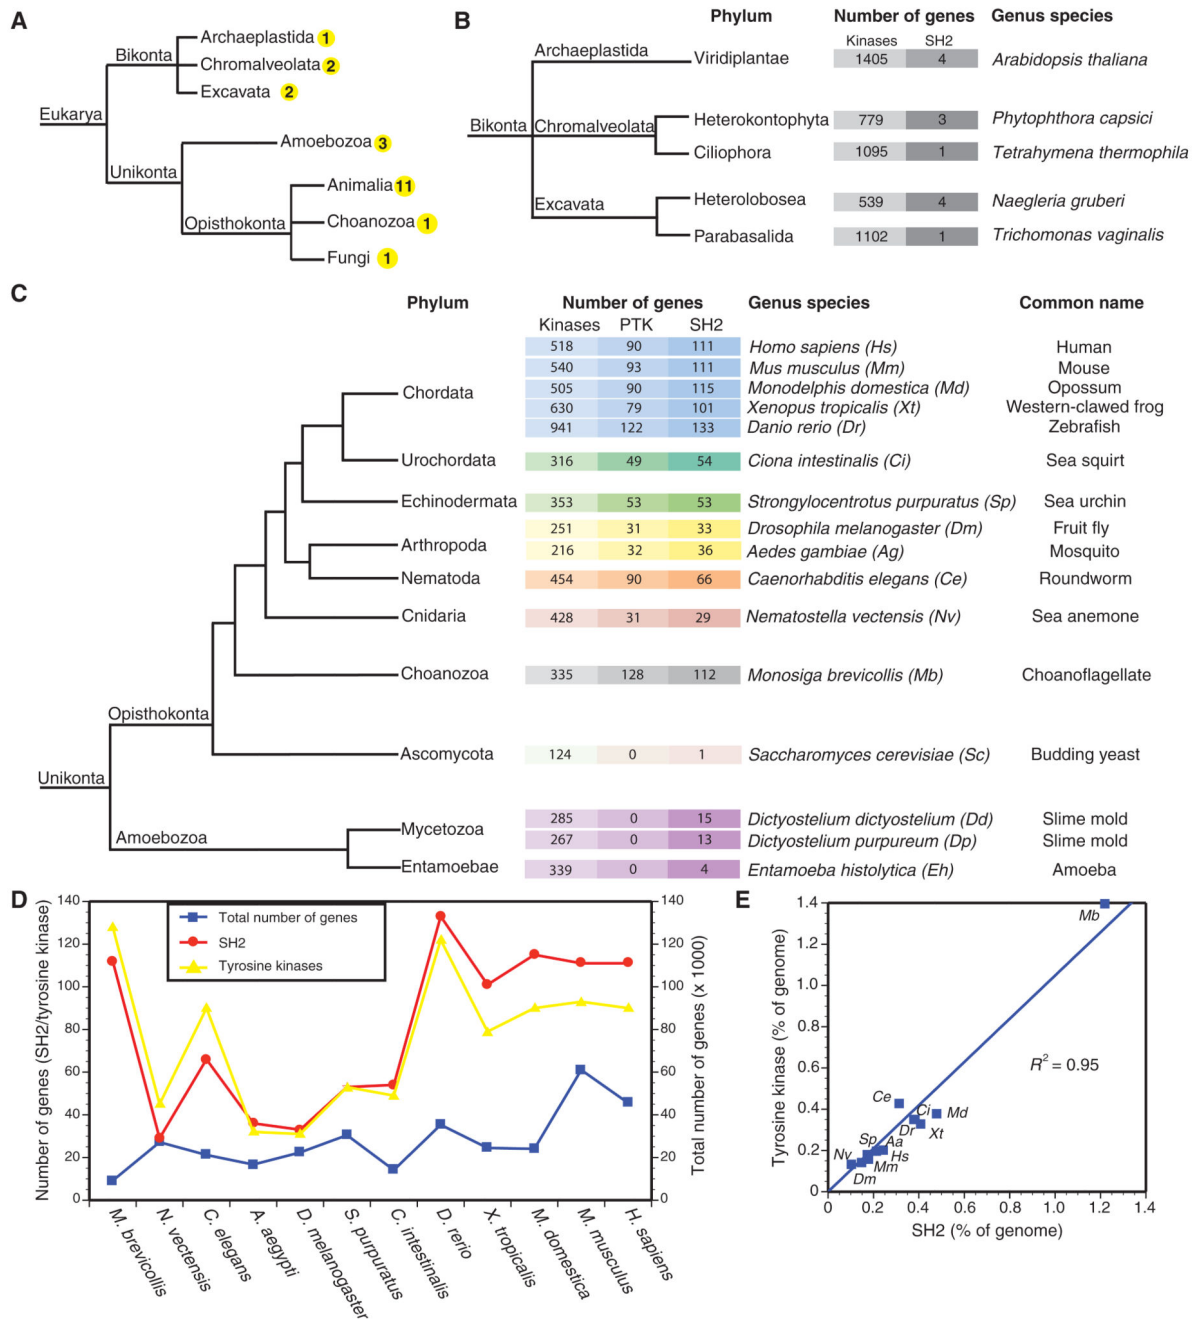 A
Archaeplastida 1
Bikonta
Chromalveolata 2
Excavata 2
Eukarya
Amoebozoa 3
Unikonta
Animalia 11
Choanozoa 1
Opisthokonta
Fungi 1
B
Phylum Number of genes Genus species
Kinases SH2
Archaeplastida
Viridiplantae 1405 4 Arabidopsis thaliana
Heterokontophyta 779 3 Phytophthora capsici
Bikonta Chromalveolata
Ciliophora 1095 1 Tetrahymena thermophila
Heterolobosea 539 4 Naegleria gruberi
Excavata
Parabasalida 1102 1 Trichomonas vaginalis
C
Phylum Number of genes Genus species Common name
Kinases PTK SH2
518 90 111 Homo sapiens (Hs) Human
540 93 111 Mus musculus (Mm) Mouse
Chordata 505 90 115 Monodelphis domestica (Md) Opossum
630 79 101 Xenopus tropicalis (Xt) Western-clawed frog
941 122 133 Danio rerio (Dr) Zebrafish
Urochordata 316 49 54 Ciona intestinalis (Ci) Sea squirt
Echinodermata 353 53 53 Strongylocentrotus purpuratus (Sp) Sea urchin
251 31 33 Drosophila melanogaster (Dm) Fruit fly
Arthropoda
216 32 36 Aedes gambiae (Ag) Mosquito
Nematoda 454 90 66 Caenorhabditis elegans (Ce) Roundworm
Cnidaria 428 31 29 Nematostella vectensis (Nv) Sea anemone
Choanozoa 335 128 112 Monosiga brevicollis (Mb) Choanoflagellate
Opisthokonta
Ascomycota 124 0 1 Saccharomyces cerevisiae (Sc) Budding yeast
Unikonta
285 0 15 Dictyostelium dictyostelium (Dd) Slime mold
Mycetozoa
Amoebozoa
267 0 13 Dictyostelium purpureum (Dp) Slime mold
Entamoebae 339 0 4 Entamoeba histolytica (Eh) Amoeba
D
Number of genes (SH2/tyrosine kinase)
140
120
100
80
60
40
20
0
Total number of genes
SH2
Tyrosine kinases
140
120
100
80
60
40
20
0
Total number of genes (x 1000)
M. brevicollis
N. vectensis
C. elegans
A. aegypti
D. melanogaster
S. purpuratus
C. intestinalis
D. rerio
X. tropicalis
M. domestica
M. musculus
H. sapiens
E
Tyrosine kinase (% of genome)
1.4
1.2
1.0
0.8
0.6
0.4
0.2
0
Mb
R² = 0.95
Ce
Ci
Md
Dr
Xt
Sp
Aa
Nv
Hs
Mm
Dm
0 0.2 0.4 0.6 0.8 1.0 1.2 1.4
SH2 (% of genome)